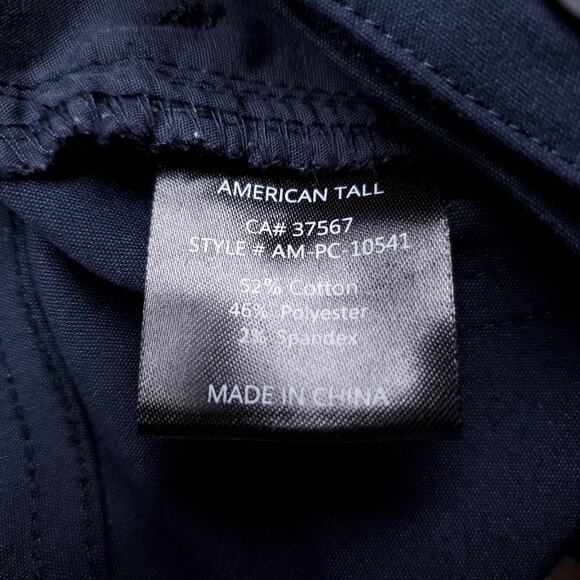 AMERICAN TALL
CA# 37567
STYLE # AM-PC-10541
52% Cotton
46% Polyester
2% Spandex
MADE IN CHINA